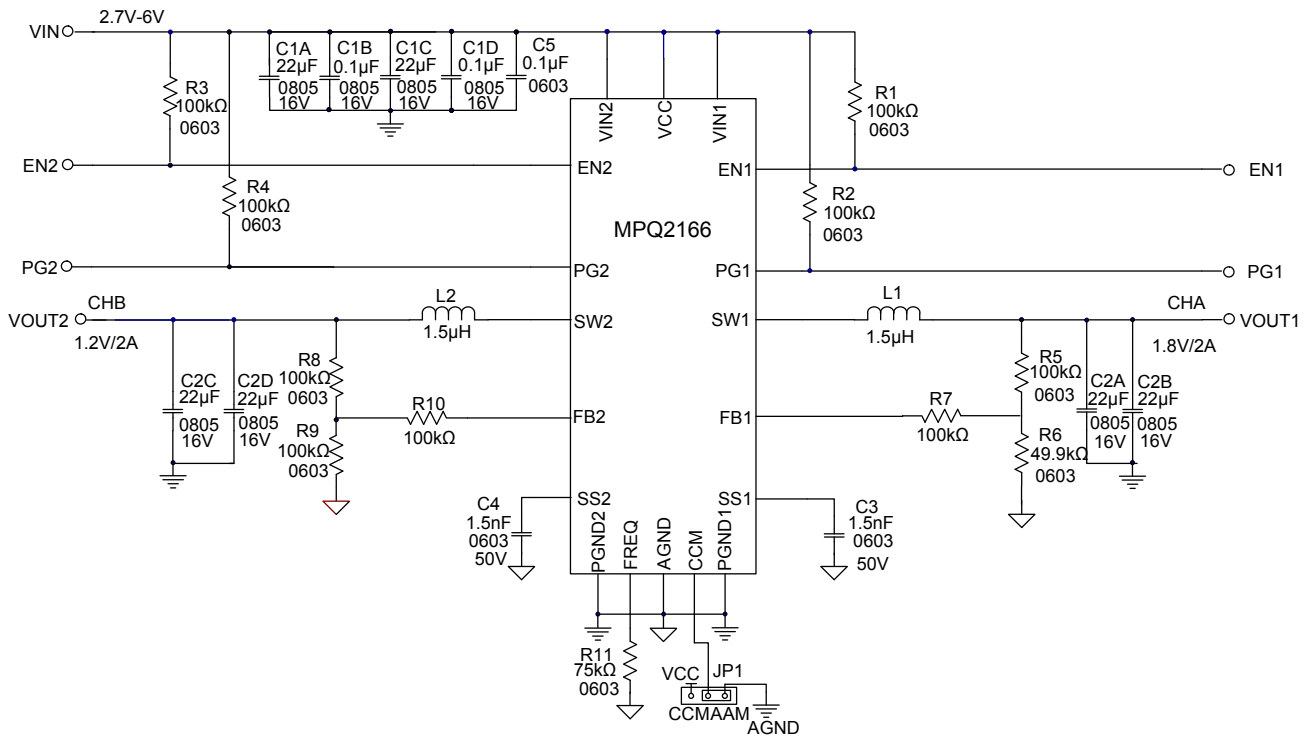 2.7V-6V
VIN
C1A
22µF
0805
16V
C1B
0.1µF
0805
16V
C1C
22µF
0805
16V
C1D
0.1µF
0805
16V
C5
0.1µF
0603
R3
100kΩ
0603
R1
100kΩ
0603
VIN2
VCC
VIN1
EN2
EN2
EN1
EN1
R4
100kΩ
0603
R2
100kΩ
0603
MPQ2166
PG2
PG2
PG1
PG1
VOUT2
CHB
1.2V/2A
L2
1.5µH
SW2
SW1
L1
1.5µH
CHA
1.8V/2A
VOUT1
C2C
22µF
0805
16V
C2D
22µF
0805
16V
R8
100kΩ
0603
R9
100kΩ
0603
R10
100kΩ
FB2
FB1
R7
100kΩ
R5
100kΩ
0603
R6
49.9kΩ
0603
C2A
22µF
0805
16V
C2B
22µF
0805
16V
C4
1.5nF
0603
50V
SS2
SS1
C3
1.5nF
0603
50V
PGND2
FREQ
AGND
CCM
PGND1
R11
75kΩ
0603
VCC
JP1
CCMAAM
AGND